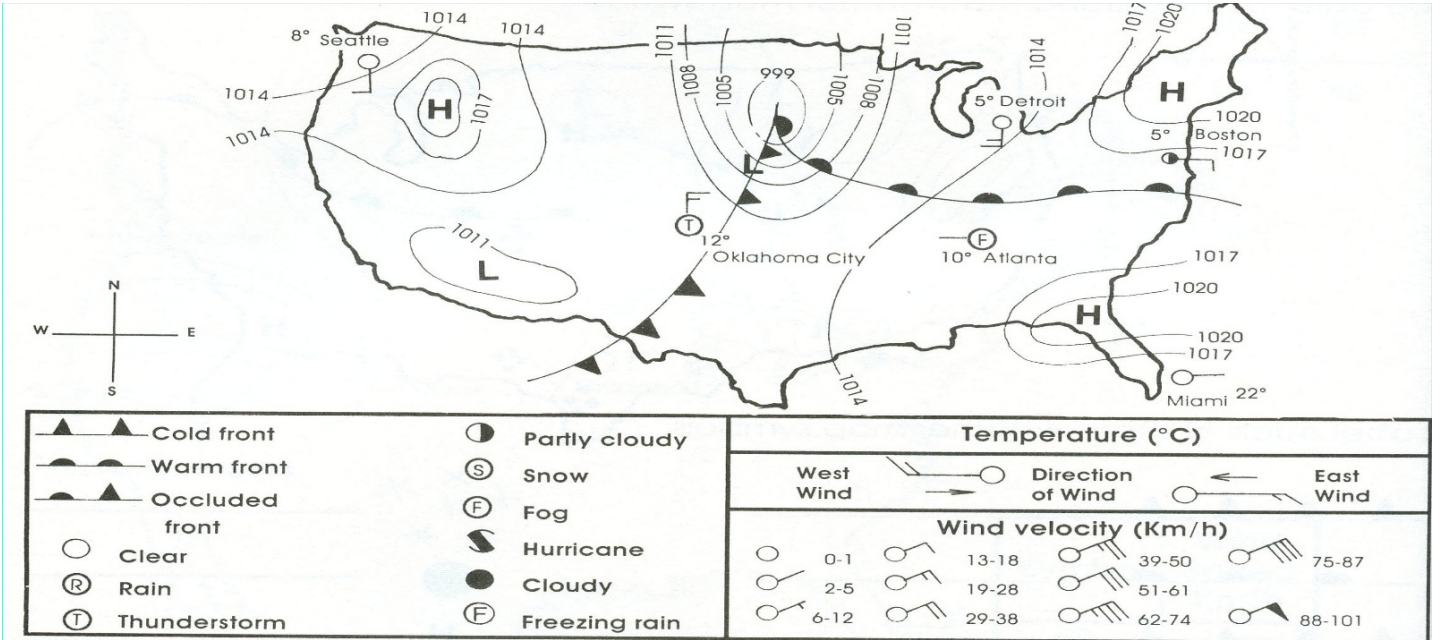 1014
1014
8° Seattle
1014
1014
H
1017
1011
1008
1005
999
1005
1008
1011
L
T
12°
Oklahoma City
1011
L
1014
5° Detroit
1017
1020
H
1020
5° Boston
1017
F
10° Atlanta
1017
1020
H
1020
1017
1014
Miami 22°
N
W E
S
Cold front
Warm front
Occluded
front
Clear
R Rain
T Thunderstorm
Partly cloudy
S Snow
F Fog
Hurricane
Cloudy
F Freezing rain
Temperature (°C)
West
Wind
Direction
of Wind
East
Wind
Wind velocity (Km/h)
0-1 13-18 39-50 75-87
2-5 19-28 51-61
6-12 29-38 62-74 88-101